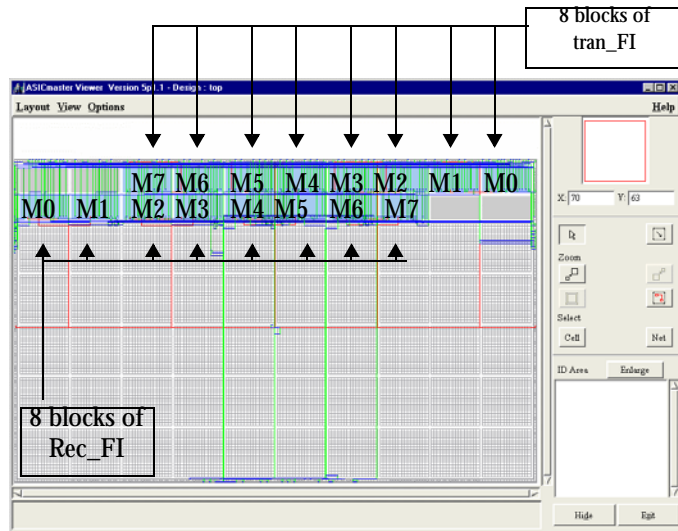 8 blocks of
tran_FI
ASICmaster Viewer Version 5p1.1 - Design : top
Layout View Options Help
M7 M6 M5 M4 M3 M2 M1 M0
M0 M1 M2 M3 M4 M5 M6 M7
X: 70 Y: 63
Zoom
Select
Cell Net
ID Area Enlarge
8 blocks of
Rec_FI
Hide Exit